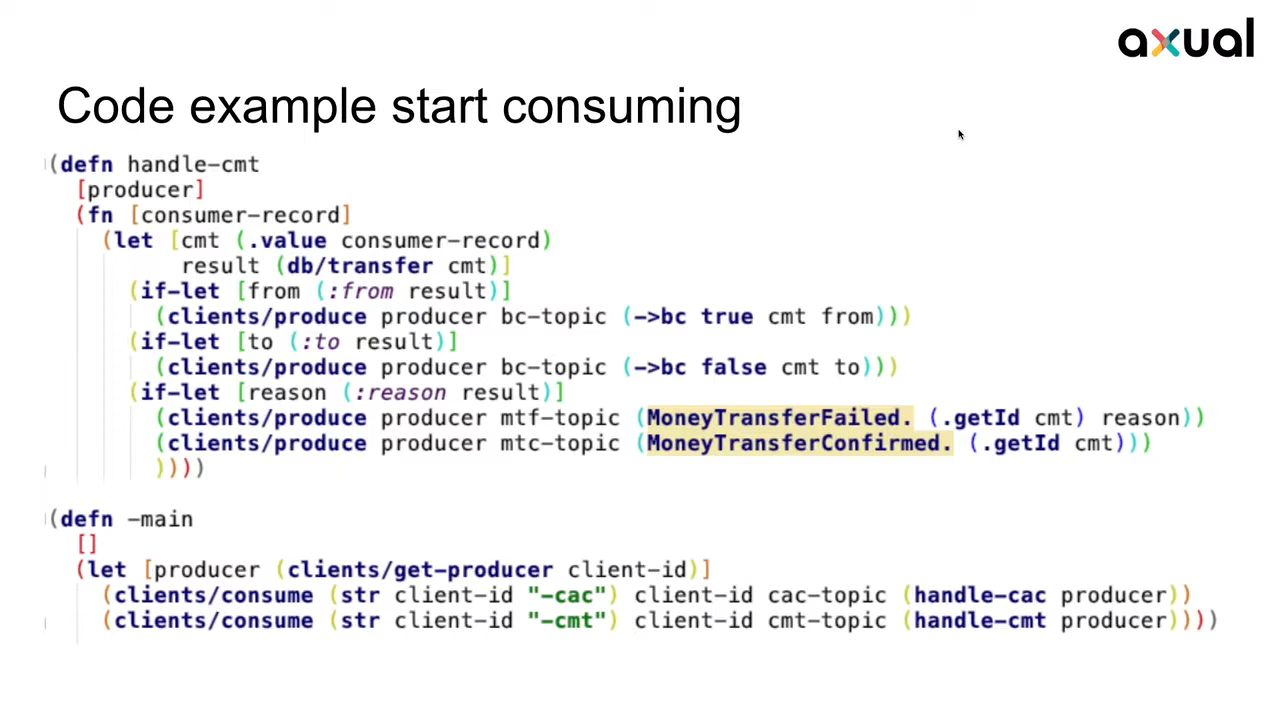 axual
Code example start consuming
(defn handle-cmt
[producer]
(fn [consumer-record]
(let [cmt (.value consumer-record)
result (db/transfer cmt)]
(if-let [from (:from result)]
(clients/produce producer bc-topic (->bc true cmt from)))
(if-let [to (:to result)]
(clients/produce producer bc-topic (->bc false cmt to)))
(if-let [reason (:reason result)]
(clients/produce producer mtf-topic (MoneyTransferFailed. (.getId cmt) reason))
(clients/produce producer mtc-topic (MoneyTransferConfirmed. (.getId cmt)))
))))
(defn -main
[]
(let [producer (clients/get-producer client-id)]
(clients/consume (str client-id "-cac") client-id cac-topic (handle-cac producer))
(clients/consume (str client-id "-cmt") client-id cmt-topic (handle-cmt producer))))